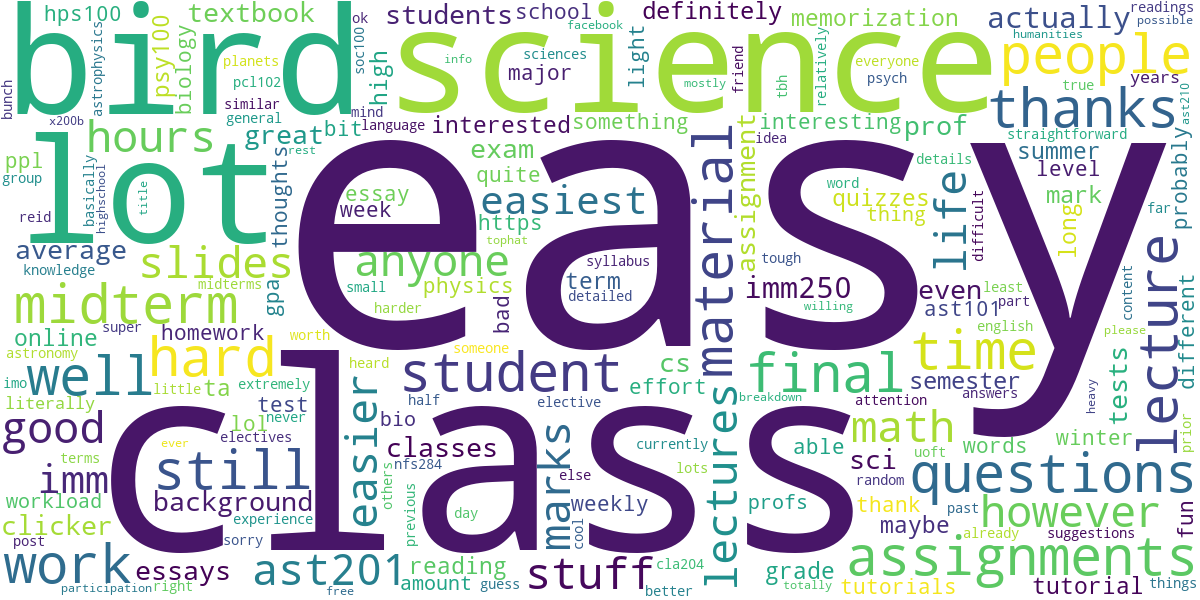 bird
science
easy
lot
class
hps100
textbook
students
school
definitely
memorization
actually
readings
possible
bunch
astrophysics
psy100
biology
planets
pcl102
similar
general
x200b
soc100
ok
high
facebook
sciences
info
major
mostly
light
friend
tbh
relatively
everyone
psych
humanities
people
years
true
ast210
thanks
hours
great
bit
mind
language
rest
interested
something
interesting
prof
straightforward
ppl
group
reid
basically
highschool
title
thoughts
exam
quite
essay
week
easiest
https
tophat
material
assignment
idea
word
quizzes
thing
details
life
difficult
summer
level
mark
long
probably
far
average
knowledge
slides
midterms
gpa
anyone
small
physics
harder
term
detailed
syllabus
bad
tough
imm250
willing
even
ast101
least
part
english
content
please
different
lecture
midterm
online
super
homework
astronomy
imo
literally
well
hard
worth
little
ta
extremely
heard
easier
student
someone
half
elective
cs
effort
final
breakdown
attention
time
semester
answers
heavy
tests
prior
good
lol
test
never
electives
ever
bio
classes
nfs284
marks
currently
lots
lectures
able
profs
math
sci
random
uoft
words
winter
questions
imm
terms
workload
clicker
still
background
experience
others
previous
day
else
cool
weekly
thank
maybe
past
already
however
suggestions
fun
post
work
essays
participation
right
sorry
ast201
free
reading
amount
guess
stuff
cla204
better
grade
totally
tutorials
assignments
tutorial
things